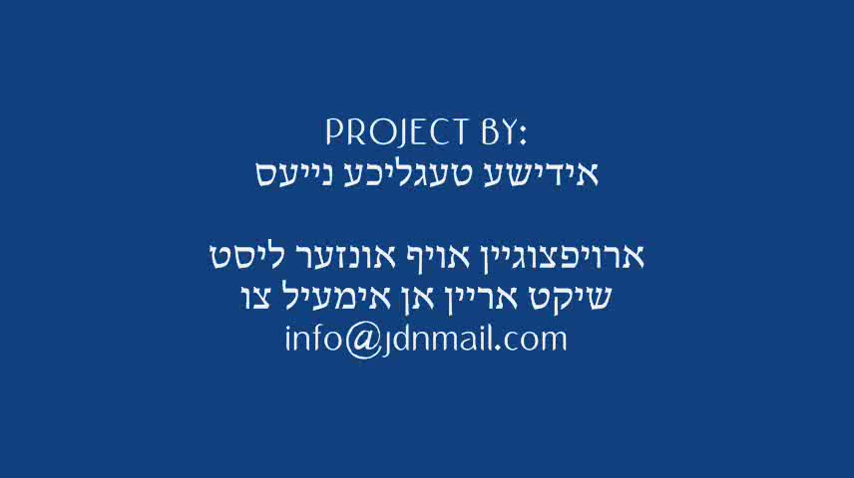 PROJECT BY:
אידישע טעגליכע נייעס
ארויפצוגיין אויף אונזער ליסט
שיקט אריין אן אימעיל צו
info@jdnmail.com